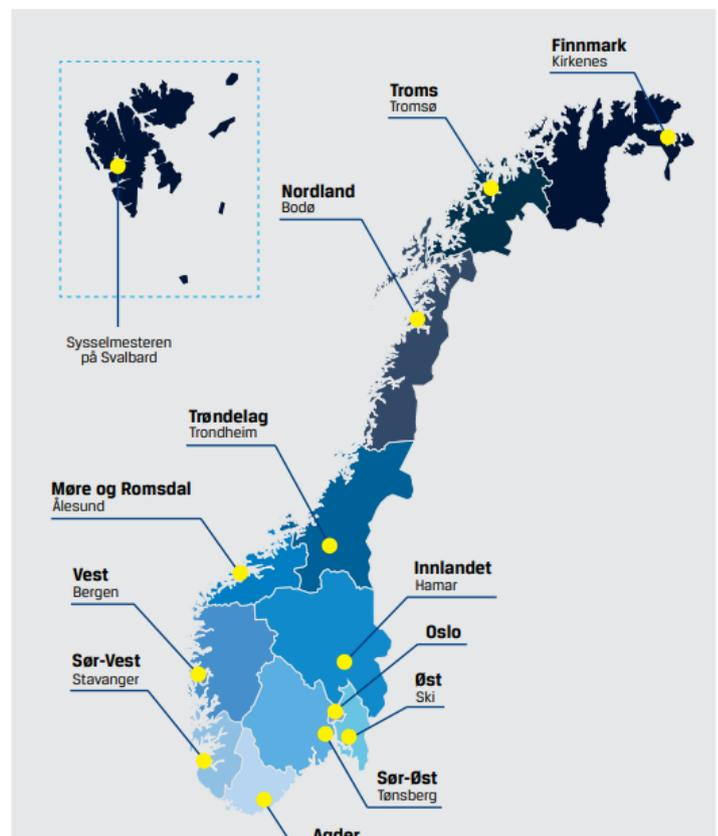 Finnmark
Kirkenes
Troms
Tromsø
Nordland
Bodø
Sysselmesteren
på Svalbard
Trøndelag
Trondheim
Møre og Romsdal
Ålesund
Vest
Bergen
Innlandet
Hamar
Oslo
Sør-Vest
Stavanger
Øst
Ski
Sør-Øst
Tønsberg
Agder